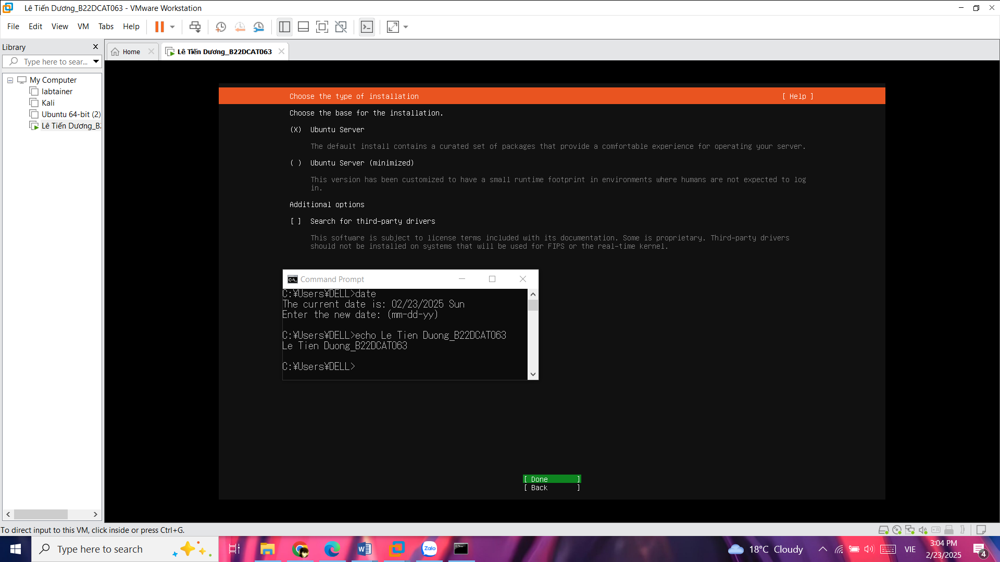 Lê Tiến Dương_B22DCAT063 - VMware Workstation
File Edit View VM Tabs Help
Library
Type here to sear...
My Computer
labtainer
Kali
Ubuntu 64-bit (2)
Lê Tiến Dương_B2
Home
Lê Tiến Dương_B22DCAT063
Choose the type of installation [ Help ]
Choose the base for the installation.
(X) Ubuntu Server
The default install contains a curated set of packages that provide a comfortable experience for operating your server.
( ) Ubuntu Server (minimized)
This version has been customized to have a small runtime footprint in environments where humans are not expected to log
in.
Additional options
[ ] Search for third-party drivers
This software is subject to license terms included with its documentation. Some is proprietary. Third-party drivers
should not be installed on systems that will be used for FIPS or the real-time kernel.
Command Prompt
C:¥Users¥DELL>date
The current date is: 02/23/2025 Sun
Enter the new date: (mm-dd-yy)
C:¥Users¥DELL>echo Le Tien Duong_B22DCAT063
Le Tien Duong_B22DCAT063
C:¥Users¥DELL>
[ Done ]
[ Back ]
To direct input to this VM, click inside or press Ctrl+G.
Type here to search
Zalo
18°C Cloudy
VIE
3:04 PM
2/23/2025
4